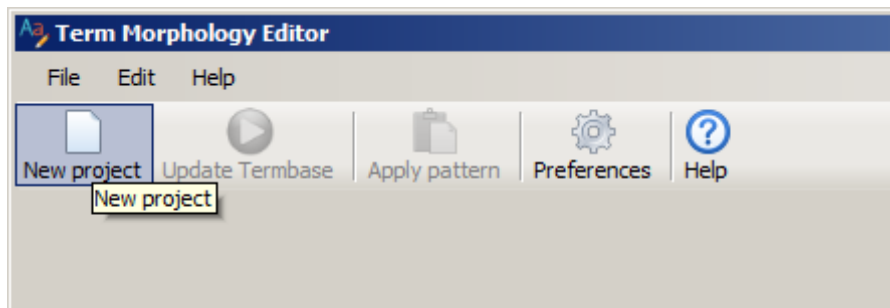 Term Morphology Editor
File Edit Help
New project Update Termbase Apply pattern Preferences Help
New project